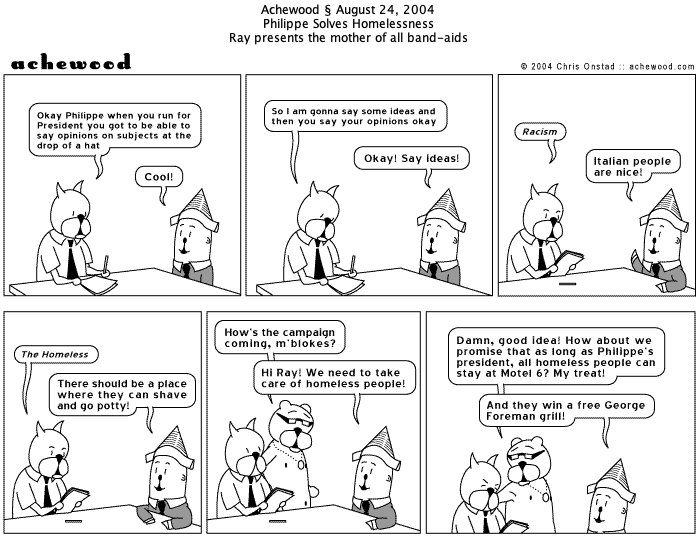 Achewood § August 24, 2004
Philippe Solves Homelessness
Ray presents the mother of all band-aids
achewood
© 2004 Chris Onstad :: achewood.com
Okay Philippe when you run for
President you got to be able to
say opinions on subjects at the
drop of a hat
Cool!
So I am gonna say some ideas and
then you say your opinions okay
Okay! Say ideas!
Racism
Italian people
are nice!
The Homeless
There should be a place
where they can shave
and go potty!
How's the campaign
coming, m'blokes?
Hi Ray! We need to take
care of homeless people!
Damn, good idea! How about we
promise that as long as Philippe's
president, all homeless people can
stay at Motel 6? My treat!
And they win a free George
Foreman grill!